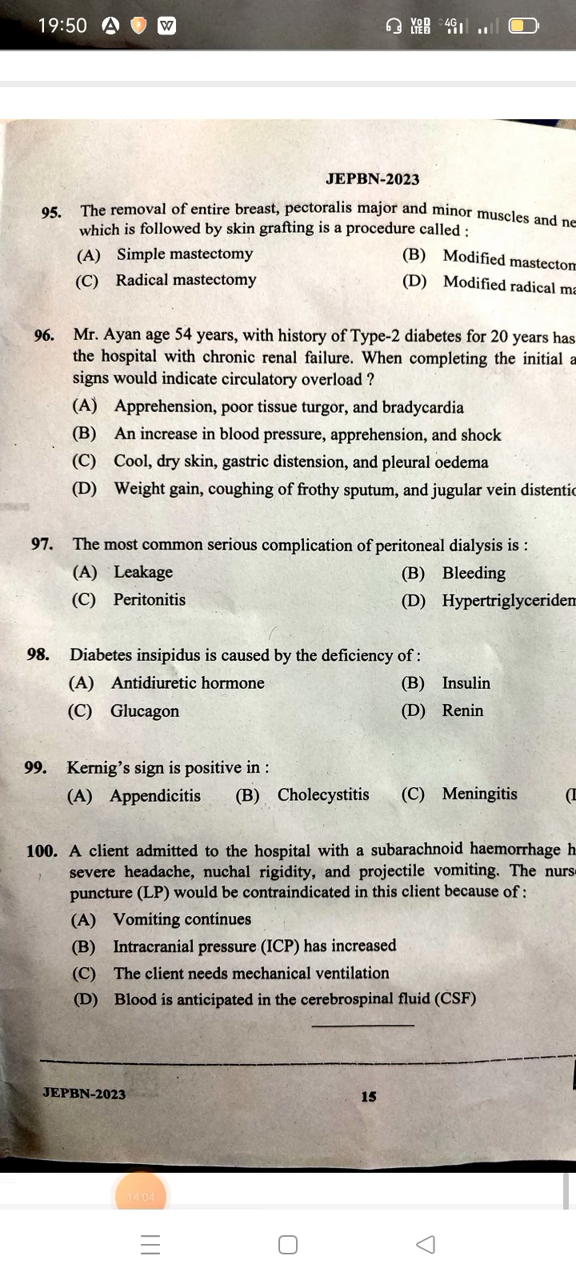 19:50
4G
JEPBN-2023
95. The removal of entire breast, pectoralis major and minor muscles and
which is followed by skin grafting is a procedure called :
(A) Simple mastectomy (B) Modified
(C) Radical mastectomy (D) Modified radical
96. Mr. Ayan age 54 years, with history of Type-2 diabetes for 20 years has
the hospital with chronic renal failure. When completing the initial
signs would indicate circulatory overload ?
(A) Apprehension, poor tissue turgor, and bradycardia
(B) An increase in blood pressure, apprehension, and shock
(C) Cool, dry skin, gastric distension, and pleural oedema
(D) Weight gain, coughing of frothy sputum, and jugular vein
97. The most common serious complication of peritoneal dialysis is :
(A) Leakage (B) Bleeding
(C) Peritonitis (D)
98. Diabetes insipidus is caused by the deficiency of :
(A) Antidiuretic hormone (B) Insulin
(C) Glucagon (D) Renin
99. Kernig's sign is positive in :
(A) Appendicitis (B) Cholecystitis (C) Meningitis
100. A client admitted to the hospital with a subarachnoid haemorrhage
severe headache, nuchal rigidity, and projectile vomiting. The
puncture (LP) would be contraindicated in this client because of :
(A) Vomiting continues
(B) Intracranial pressure (ICP) has increased
(C) The client needs mechanical ventilation
(D) Blood is anticipated in the cerebrospinal fluid (CSF)
JEPBN-2023 15
14:04